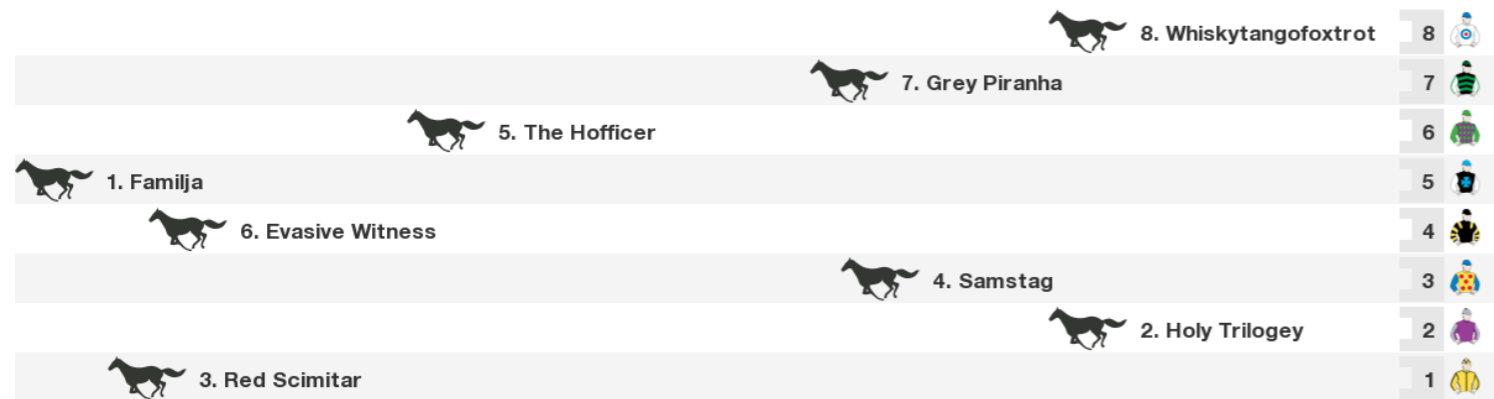 8. Whiskytangofoxtrot 8
7. Grey Piranha 7
5. The Hofficer 6
1. Familja 5
6. Evasive Witness 4
4. Samstag 3
2. Holy Trilogey 2
3. Red Scimitar 1